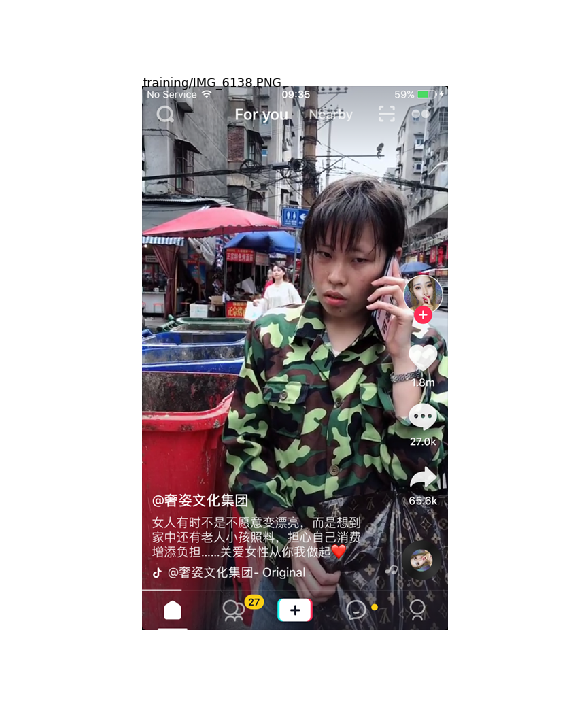 training/IMG_6138.PNG
No Service 09:35 59%
For you Nearby
1.8m
27.0k
@奢姿文化集团
65.6k
女人有时不是不愿意变漂亮，而是想到
家中还有老人小孩照料，担心自己消费
增添负担......关爱女性从你我做起❤️
@奢姿文化集团- Original
27